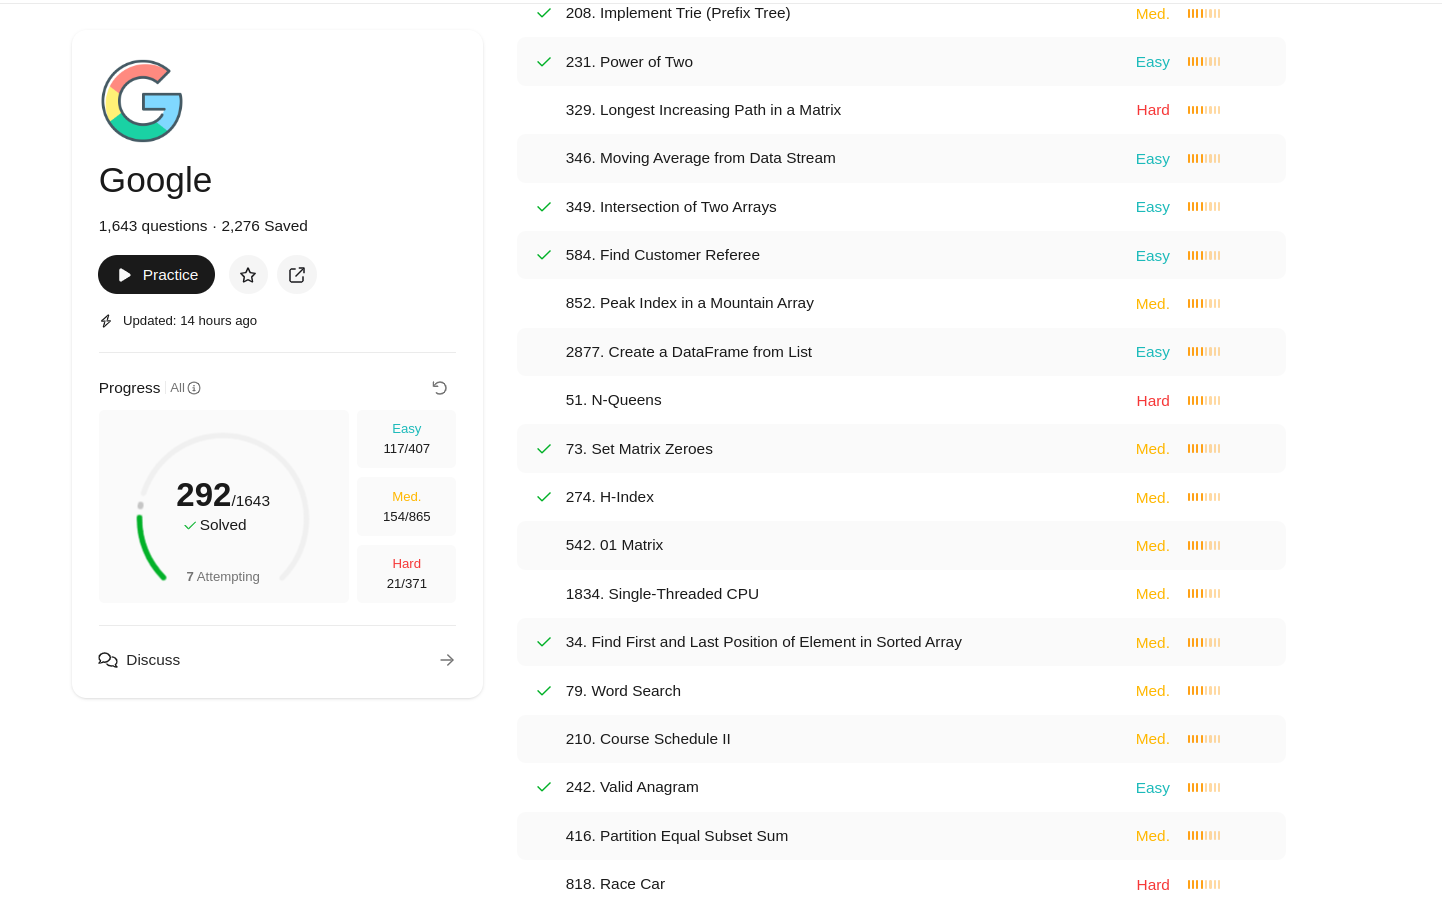 Google
1,643 questions · 2,276 Saved
Practice
Updated: 14 hours ago
Progress All
292/1643
Solved
7 Attempting
Easy
117/407
Med.
154/865
Hard
21/371
Discuss
208. Implement Trie (Prefix Tree) Med.
231. Power of Two Easy
329. Longest Increasing Path in a Matrix Hard
346. Moving Average from Data Stream Easy
349. Intersection of Two Arrays Easy
584. Find Customer Referee Easy
852. Peak Index in a Mountain Array Med.
2877. Create a DataFrame from List Easy
51. N-Queens Hard
73. Set Matrix Zeroes Med.
274. H-Index Med.
542. 01 Matrix Med.
1834. Single-Threaded CPU Med.
34. Find First and Last Position of Element in Sorted Array Med.
79. Word Search Med.
210. Course Schedule II Med.
242. Valid Anagram Easy
416. Partition Equal Subset Sum Med.
818. Race Car Hard